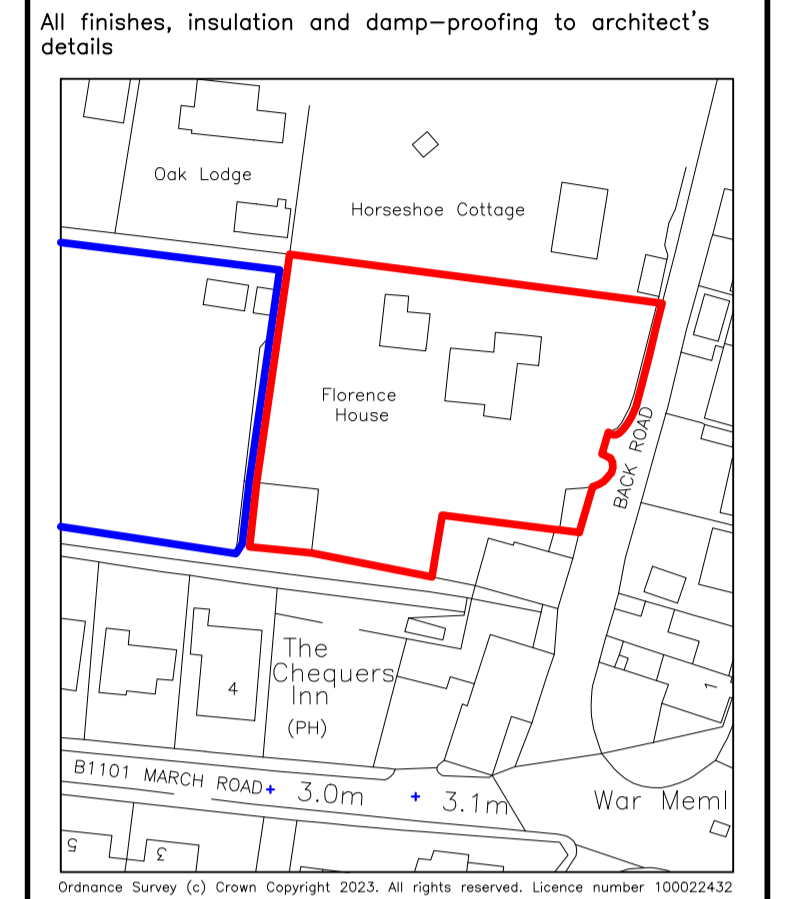 All finishes, insulation and damp-proofing to architect's
details
Oak Lodge
Horseshoe Cottage
Florence
House
BACK ROAD
The
Chequers
Inn
(PH)
4
1
B1101 MARCH ROAD
+ 3.0m
+ 3.1m
War Meml
5
3
Ordnance Survey (c) Crown Copyright 2023. All rights reserved. Licence number 100022432